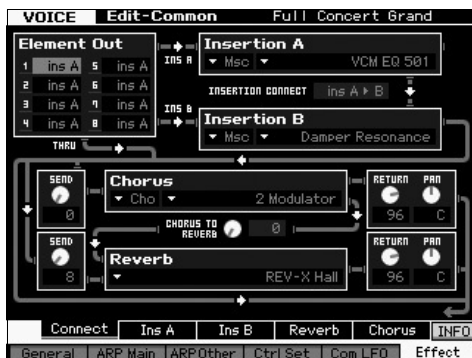 VOICE Edit-Common Full Concert Grand
Element Out
1 ins A 5 ins A
2 ins A 6 ins A
3 ins A 7 ins A
4 ins A 8 ins A
THRU
INS A
Insertion A
Msc VCM EQ 501
INSERTION CONNECT ins A▸B
INS B
Insertion B
Msc Damper Resonance
SEND
0
Chorus
Cho 2 Modulator
RETURN PAN
96 C
CHORUS TO REVERB 0
SEND
8
Reverb
REV-X Hall
RETURN PAN
96 C
Connect Ins A Ins B Reverb Chorus INFO
General ARP Main ARP Other Ctrl Set Com LFO Effect